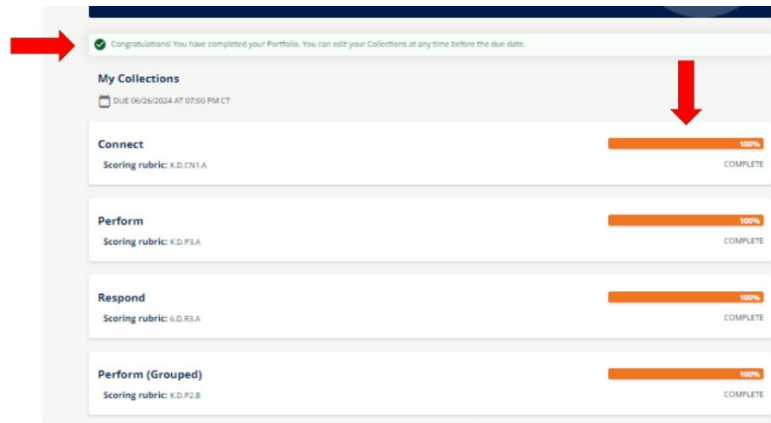 Congratulations! You have completed your Portfolio. You can edit your Collections at any time before the due date.
My Collections
DUE 06/26/2024 AT 07:00 PM CT
Connect
100%
Scoring rubric: K.D.CN1.A
COMPLETE
Perform
100%
Scoring rubric: K.D.P3.A
COMPLETE
Respond
100%
Scoring rubric: 6.D.R3.A
COMPLETE
Perform (Grouped)
100%
Scoring rubric: K.D.P2.B
COMPLETE